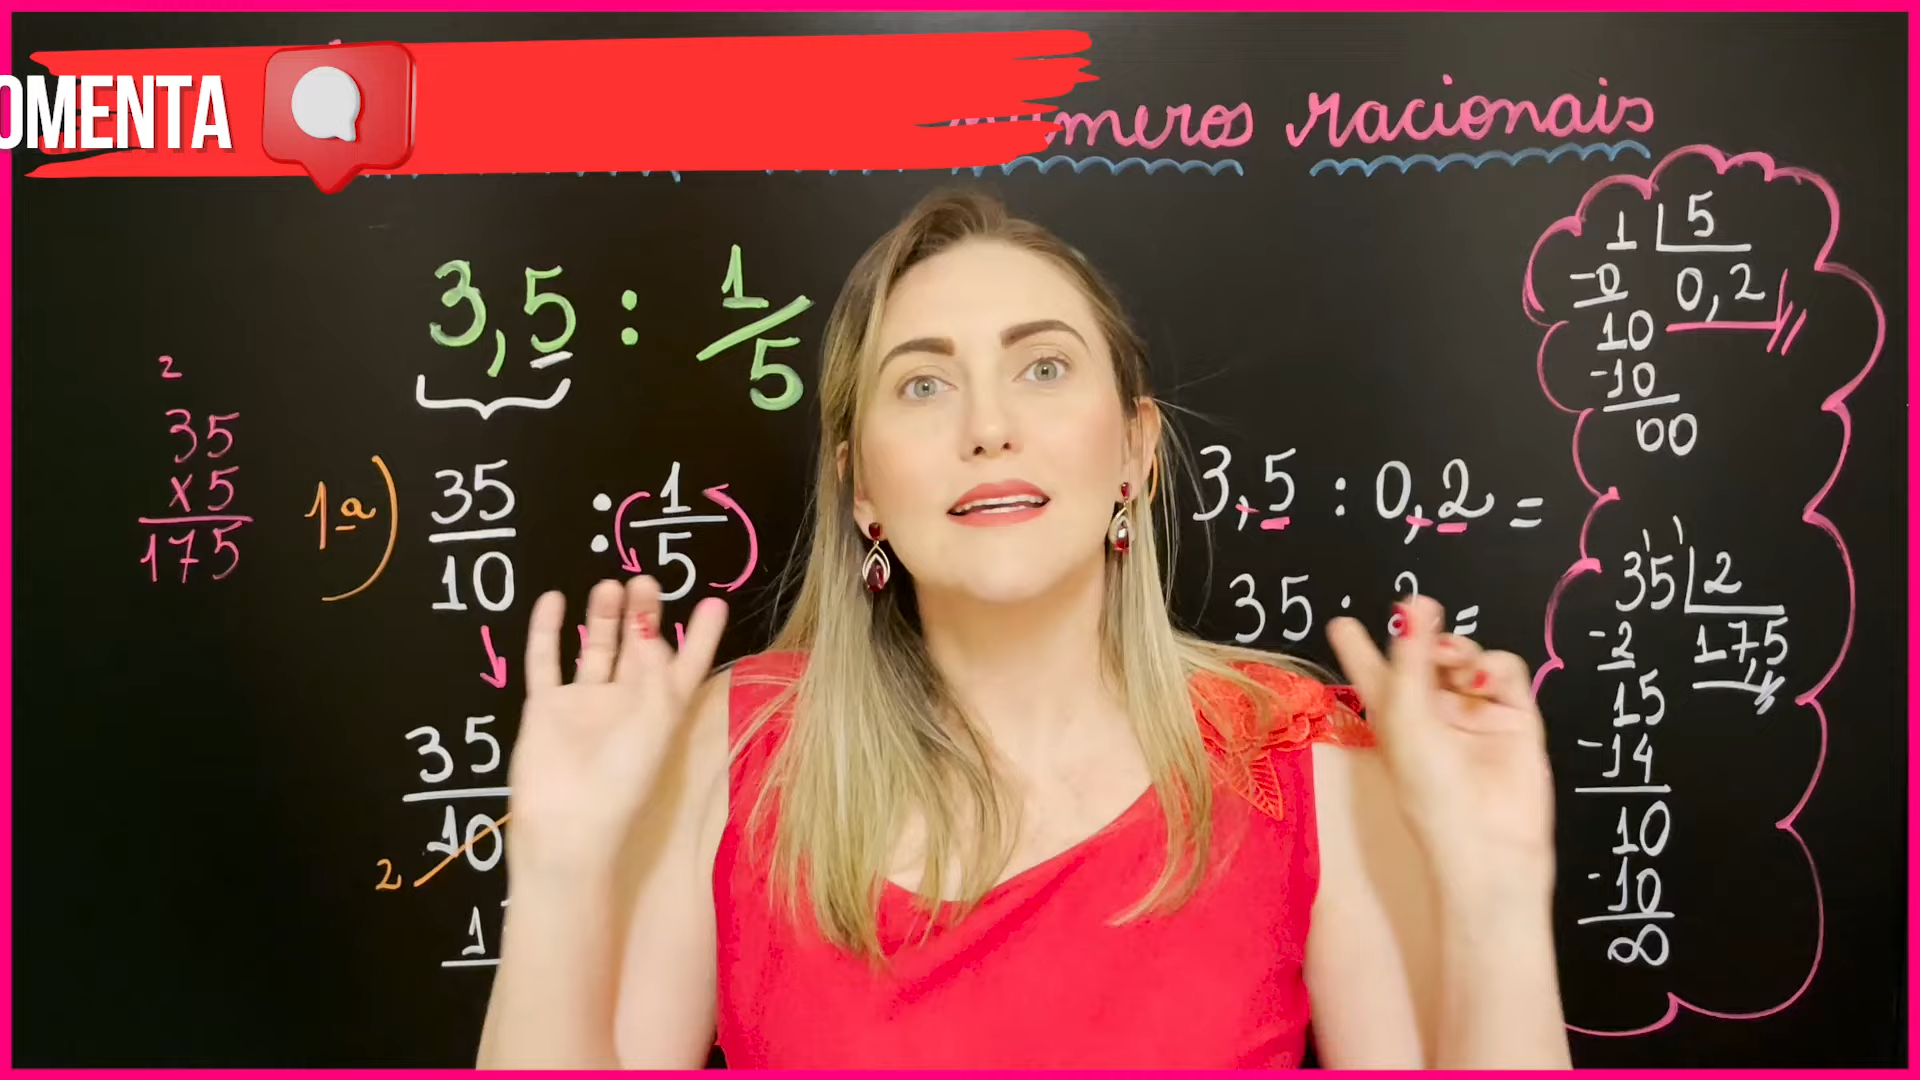 OMENTA
números racionais
3,5 : 1/5
2
35
x5
175
1ª)
35/10 : 1/5
35
10
2
3,5 : 0,2 =
35 : 2 =
1 5
-0 0,2
10
-10
00
35 2
-2 17,5
15
-14
10
-10
00